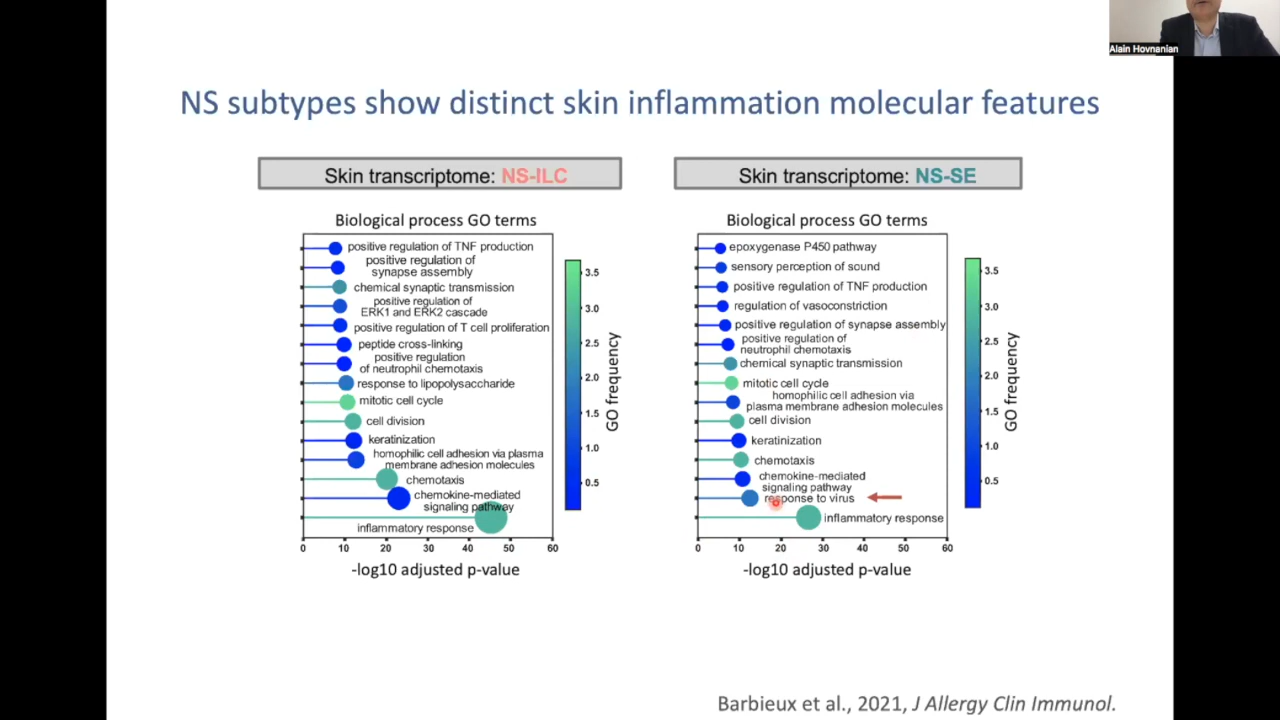 Alain Hovnanian
NS subtypes show distinct skin inflammation molecular features
Skin transcriptome: NS-ILC
Biological process GO terms
positive regulation of TNF production
positive regulation of
synapse assembly
chemical synaptic transmission
positive regulation of
ERK1 and ERK2 cascade
positive regulation of T cell proliferation
peptide cross-linking
positive regulation
of neutrophil chemotaxis
response to lipopolysaccharide
mitotic cell cycle
cell division
keratinization
homophilic cell adhesion via plasma
membrane adhesion molecules
chemotaxis
chemokine-mediated
signaling pathway
inflammatory response
0 10 20 30 40 50 60
-log10 adjusted p-value
3.5
3.0
2.5
2.0
1.5
1.0
0.5
GO frequency
Skin transcriptome: NS-SE
Biological process GO terms
epoxygenase P450 pathway
sensory perception of sound
positive regulation of TNF production
regulation of vasoconstriction
positive regulation of synapse assembly
positive regulation of
neutrophil chemotaxis
chemical synaptic transmission
mitotic cell cycle
homophilic cell adhesion via
plasma membrane adhesion molecules
cell division
keratinization
chemotaxis
chemokine-mediated
signaling pathway
response to virus
inflammatory response
0 10 20 30 40 50 60
-log10 adjusted p-value
3.5
3.0
2.5
2.0
1.5
1.0
0.5
GO frequency
Barbieux et al., 2021, J Allergy Clin Immunol.